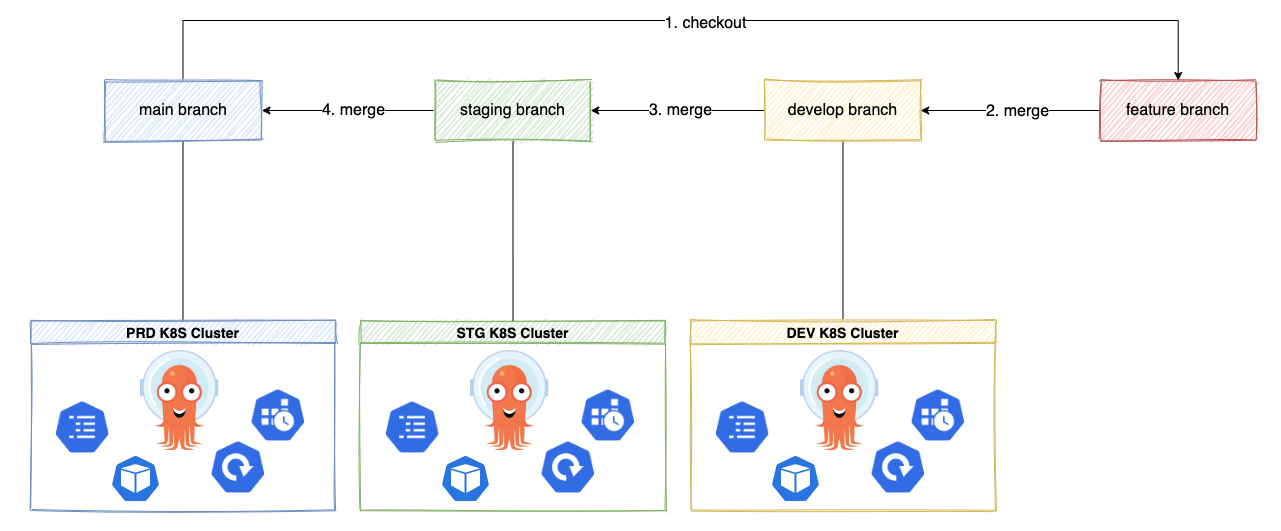 1. checkout
main branch
4. merge
staging branch
3. merge
develop branch
2. merge
feature branch
PRD K8S Cluster
STG K8S Cluster
DEV K8S Cluster